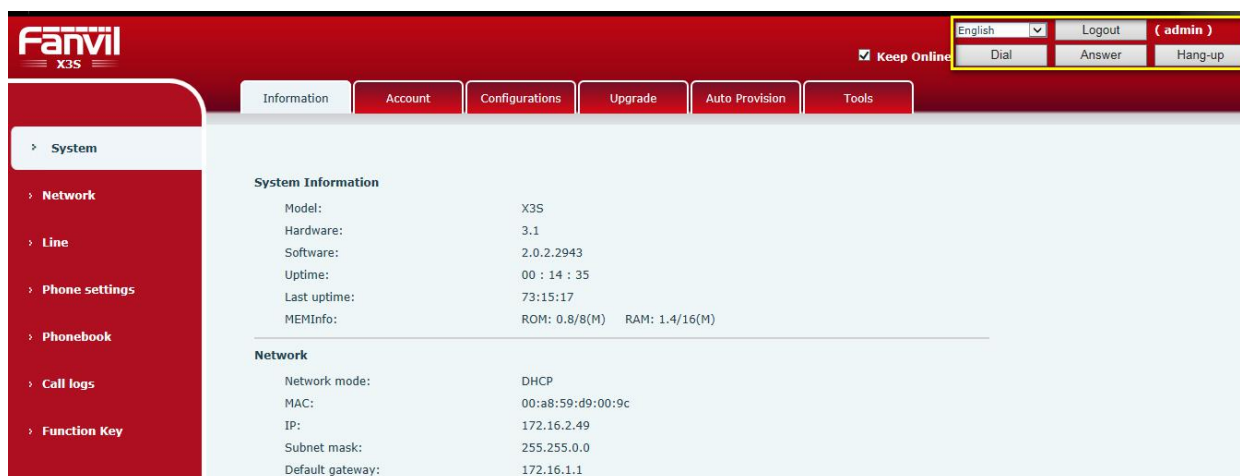 Fanvil
X3S
English Logout ( admin )
Keep Online Dial Answer Hang-up
Information Account Configurations Upgrade Auto Provision Tools
› System
› Network
› Line
› Phone settings
› Phonebook
› Call logs
› Function Key
System Information
Model: X3S
Hardware: 3.1
Software: 2.0.2.2943
Uptime: 00 : 14 : 35
Last uptime: 73:15:17
MEMInfo: ROM: 0.8/8(M) RAM: 1.4/16(M)
Network
Network mode: DHCP
MAC: 00:a8:59:d9:00:9c
IP: 172.16.2.49
Subnet mask: 255.255.0.0
Default gateway: 172.16.1.1